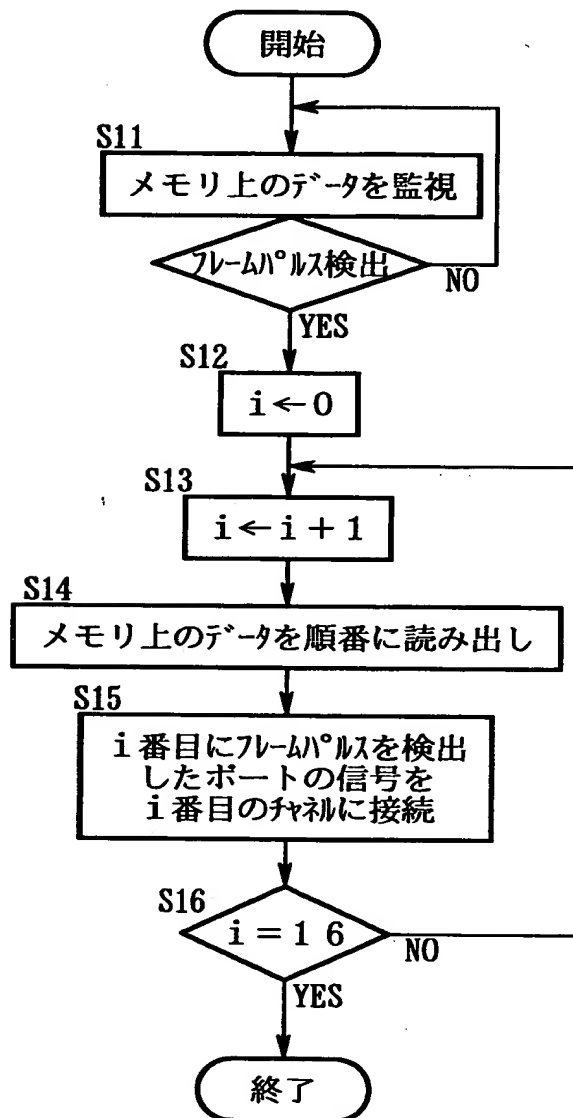 開始
S11
メモリ上のデータを監視
フレームパルス検出
NO
YES
S12
i←0
S13
i←i+1
S14
メモリ上のデータを順番に読み出し
S15
i番目にフレームパルスを検出
したポートの信号を
i番目のチャネルに接続
S16
i=16
NO
YES
終了